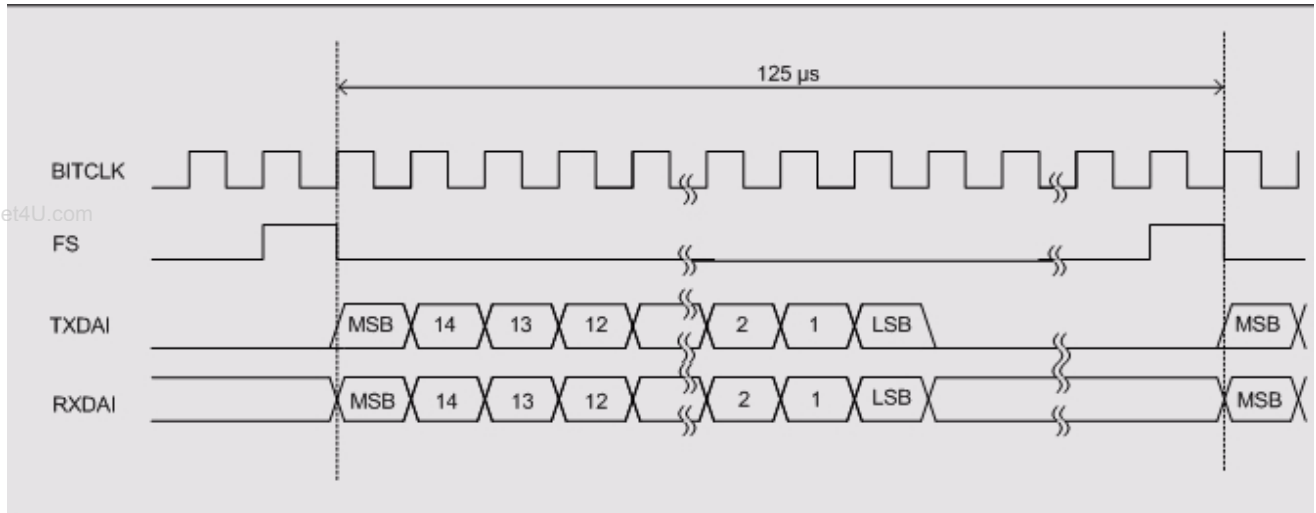 125 µs
BITCLK
et4U.com
FS
TXDAI MSB 14 13 12 2 1 LSB MSB
RXDAI MSB 14 13 12 2 1 LSB MSB